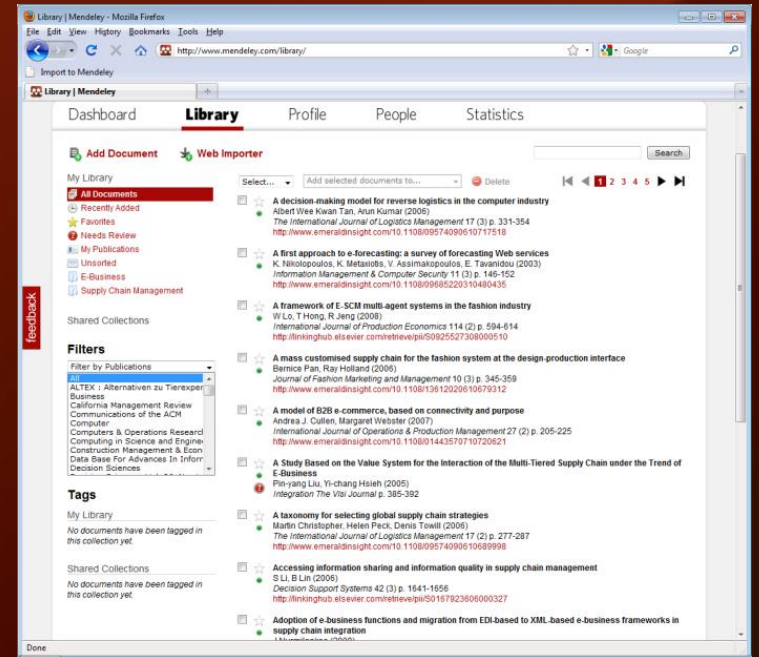 Library | Mendeley - Mozilla Firefox
File Edit View History Bookmarks Tools Help
http://www.mendeley.com/library/
Google
Import to Mendeley
Library | Mendeley
Dashboard Library Profile People Statistics
Add Document Web Importer
Search
My Library
Select... Add selected documents to... Delete 1 2 3 4 5
All Documents
Recently Added
Favorites
Needs Review
My Publications
Unsorted
E-Business
Supply Chain Management
Shared Collections
feedback
Filters
Filter by Publications
All
ALTEX : Alternativen zu Tierexper
Business
California Management Review
Communications of the ACM
Computer
Computers & Operations Research
Computing in Science and Enginee
Construction Management & Econ
Data Base For Advances In Inform
Decision Sciences
Tags
My Library
No documents have been tagged in
this collection yet.
Shared Collections
No documents have been tagged in
this collection yet.
A decision-making model for reverse logistics in the computer industry
Albert Wee Kwan Tan, Arun Kumar (2006)
The International Journal of Logistics Management 17 (3) p. 331-354
http://www.emeraldinsight.com/10.1108/09574090610717518
A first approach to e-forecasting: a survey of forecasting Web services
K. Nikolopoulos, K. Metaxiotis, V. Assimakopoulos, E. Tavanidou (2003)
Information Management & Computer Security 11 (3) p. 146-152
http://www.emeraldinsight.com/10.1108/09685220310480435
A framework of E-SCM multi-agent systems in the fashion industry
W Lo, T Hong, R Jeng (2008)
International Journal of Production Economics 114 (2) p. 594-614
http://linkinghub.elsevier.com/retrieve/pii/S0925527308000510
A mass customised supply chain for the fashion system at the design-production interface
Bernice Pan, Ray Holland (2006)
Journal of Fashion Marketing and Management 10 (3) p. 345-359
http://www.emeraldinsight.com/10.1108/13612020610679312
A model of B2B e-commerce, based on connectivity and purpose
Andrea J. Cullen, Margaret Webster (2007)
International Journal of Operations & Production Management 27 (2) p. 205-225
http://www.emeraldinsight.com/10.1108/01443570710720621
A Study Based on the Value System for the Interaction of the Multi-Tiered Supply Chain under the Trend of
E-Business
Pin-yang Liu, Yi-chang Hsieh (2005)
Integration The Vlsi Journal p. 385-392
A taxonomy for selecting global supply chain strategies
Martin Christopher, Helen Peck, Denis Towill (2006)
The International Journal of Logistics Management 17 (2) p. 277-287
http://www.emeraldinsight.com/10.1108/09574090610689998
Accessing information sharing and information quality in supply chain management
S Li, B Lin (2006)
Decision Support Systems 42 (3) p. 1641-1656
http://linkinghub.elsevier.com/retrieve/pii/S0167923606000327
Adoption of e-business functions and migration from EDI-based to XML-based e-business frameworks in
supply chain integration
Done